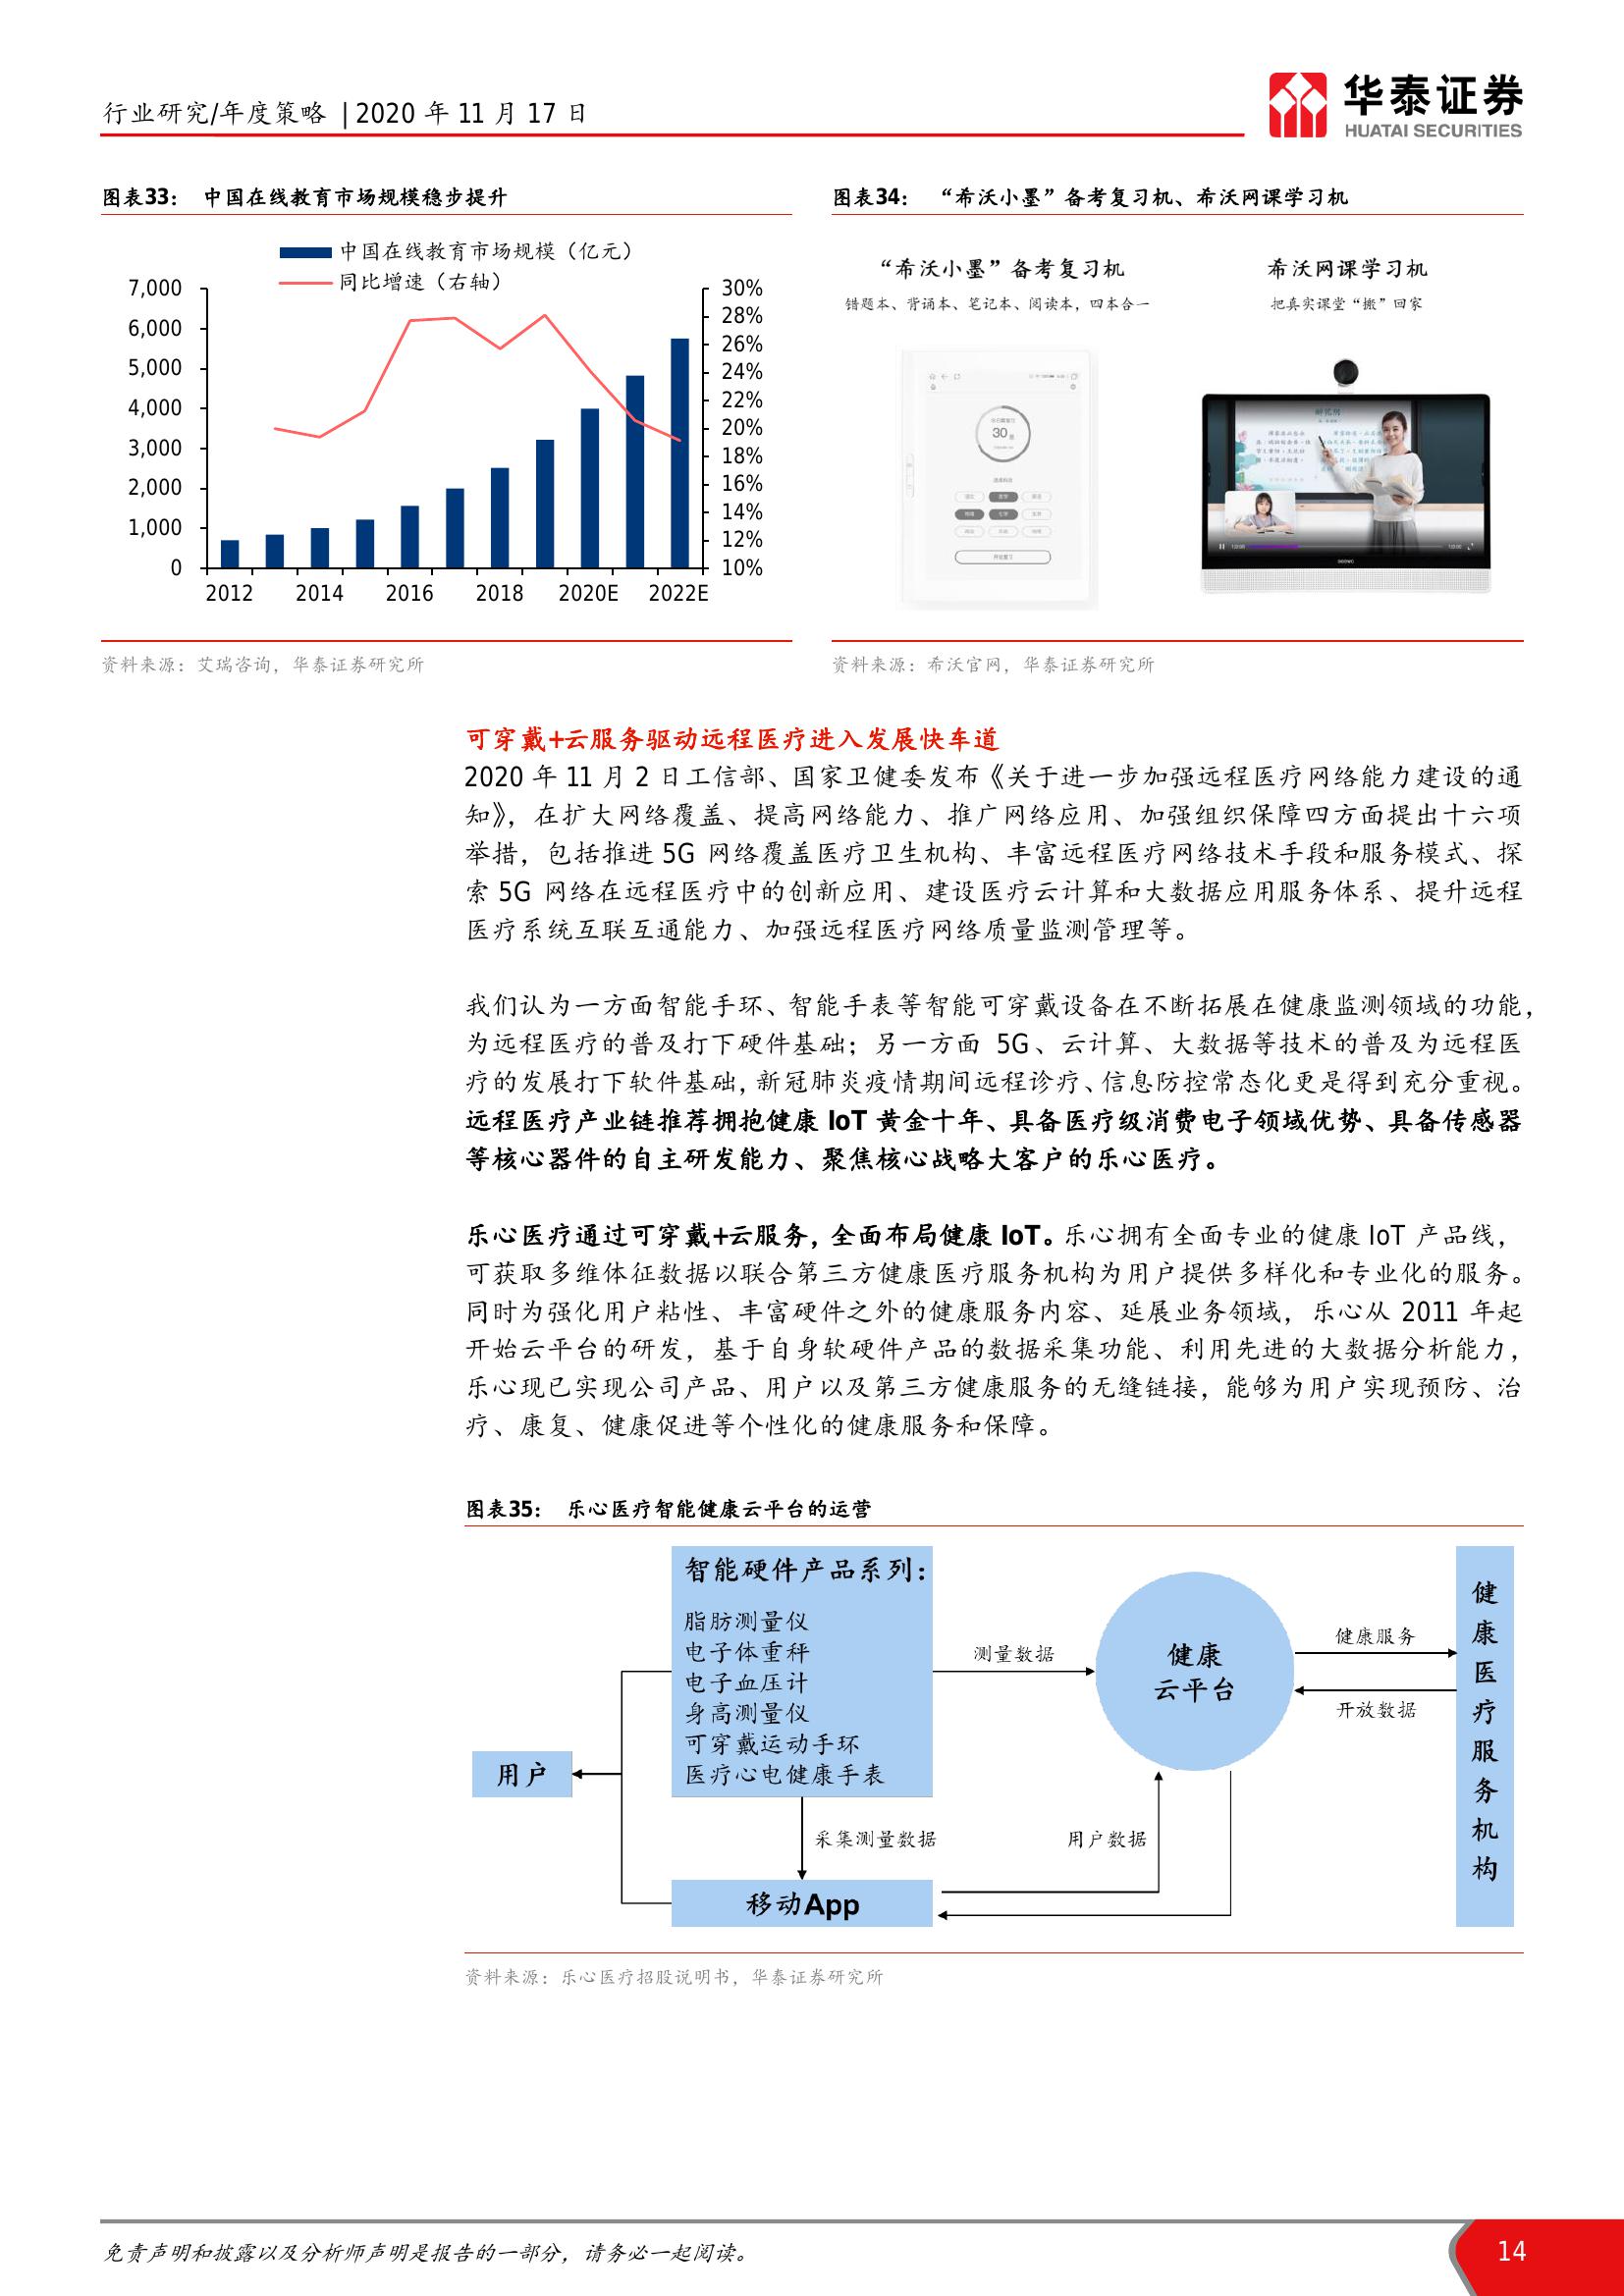 行业研究/年度策略 | 2020 年 11 月 17 日
华泰证券
HUATAI SECURITIES
图表33： 中国在线教育市场规模稳步提升
中国在线教育市场规模（亿元）
同比增速（右轴）
7,000
6,000
5,000
4,000
3,000
2,000
1,000
0
30%
28%
26%
24%
22%
20%
18%
16%
14%
12%
10%
2012 2014 2016 2018 2020E 2022E
资料来源：艾瑞咨询，华泰证券研究所
图表34： “希沃小墨”备考复习机、希沃网课学习机
“希沃小墨”备考复习机
错题本、背诵本、笔记本、阅读本，四本合一
30
希沃网课学习机
把真实课堂“搬”回家
资料来源：希沃官网，华泰证券研究所
可穿戴+云服务驱动远程医疗进入发展快车道
2020 年 11 月 2 日工信部、国家卫健委发布《关于进一步加强远程医疗网络能力建设的通
知》，在扩大网络覆盖、提高网络能力、推广网络应用、加强组织保障四方面提出十六项
举措，包括推进 5G 网络覆盖医疗卫生机构、丰富远程医疗网络技术手段和服务模式、探
索 5G 网络在远程医疗中的创新应用、建设医疗云计算和大数据应用服务体系、提升远程
医疗系统互联互通能力、加强远程医疗网络质量监测管理等。
我们认为一方面智能手环、智能手表等智能可穿戴设备在不断拓展在健康监测领域的功能，
为远程医疗的普及打下硬件基础；另一方面 5G、云计算、大数据等技术的普及为远程医
疗的发展打下软件基础，新冠肺炎疫情期间远程诊疗、信息防控常态化更是得到充分重视。
远程医疗产业链推荐拥抱健康 IoT 黄金十年、具备医疗级消费电子领域优势、具备传感器
等核心器件的自主研发能力、聚焦核心战略大客户的乐心医疗。
乐心医疗通过可穿戴+云服务，全面布局健康 IoT。乐心拥有全面专业的健康 IoT 产品线，
可获取多维体征数据以联合第三方健康医疗服务机构为用户提供多样化和专业化的服务。
同时为强化用户粘性、丰富硬件之外的健康服务内容、延展业务领域，乐心从 2011 年起
开始云平台的研发，基于自身软硬件产品的数据采集功能、利用先进的大数据分析能力，
乐心现已实现公司产品、用户以及第三方健康服务的无缝链接，能够为用户实现预防、治
疗、康复、健康促进等个性化的健康服务和保障。
图表35： 乐心医疗智能健康云平台的运营
智能硬件产品系列：
脂肪测量仪
电子体重秤
电子血压计
身高测量仪
可穿戴运动手环
医疗心电健康手表
测量数据
健康
云平台
健康服务
开放数据
健康医疗服务机构
用户
采集测量数据
用户数据
移动App
资料来源：乐心医疗招股说明书，华泰证券研究所
免责声明和披露以及分析师声明是报告的一部分，请务必一起阅读。
14